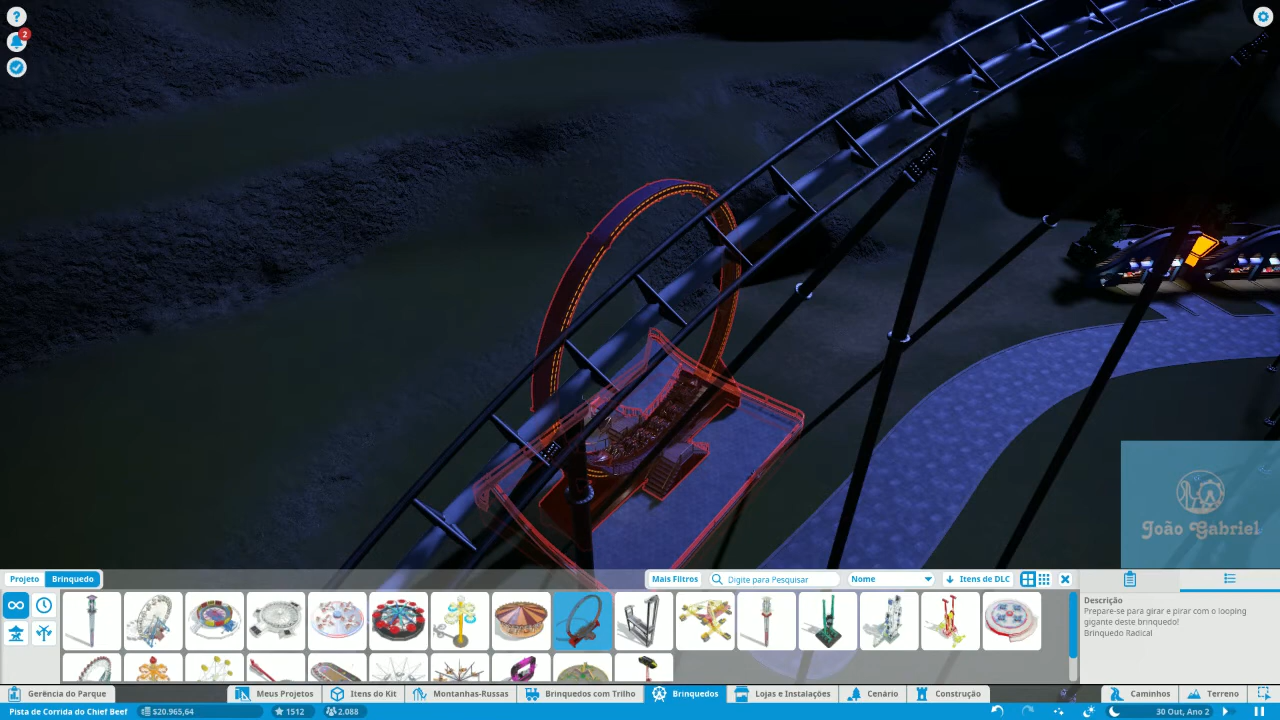 ?
2
João Gabriel
Projeto
Brinquedo
Mais Filtros
Digite para Pesquisar
Nome
Itens de DLC
Descrição
Prepare-se para girar e pirar com o looping
gigante deste brinquedo!
Brinquedo Radical
Gerência do Parque
Meus Projetos
Itens do Kit
Montanhas-Russas
Brinquedos com Trilho
Brinquedos
Lojas e Instalações
Cenário
Construção
Caminhos
Terreno
Pista de Corrida do Chief Beef
$20.965,64
1512
2.088
30 Out, Ano 2